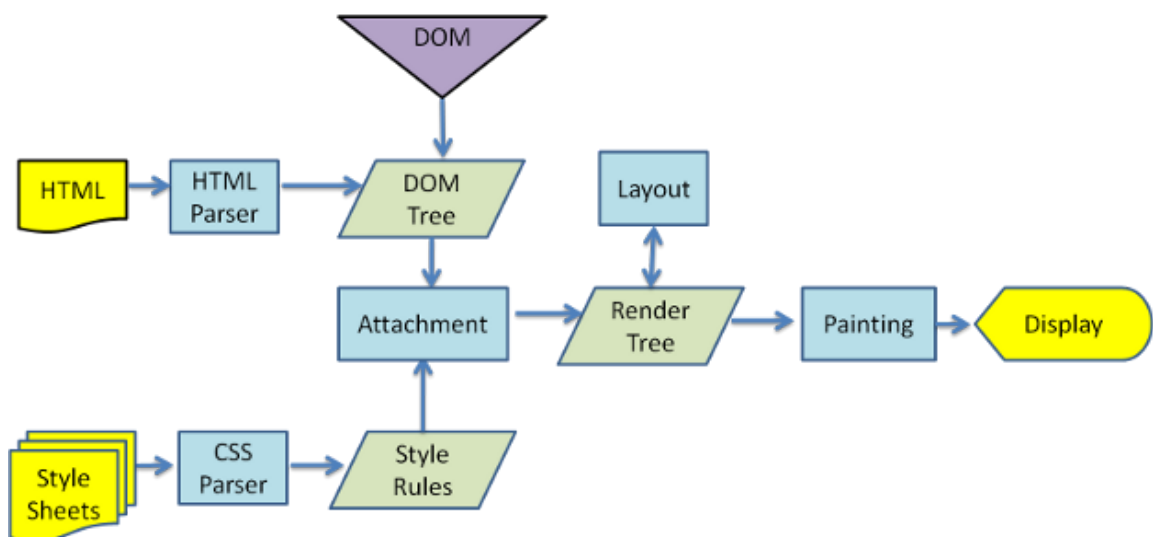 DOM
HTML
HTML
Parser
DOM
Tree
Layout
Attachment
Render
Tree
Painting
Display
Style
Sheets
CSS
Parser
Style
Rules